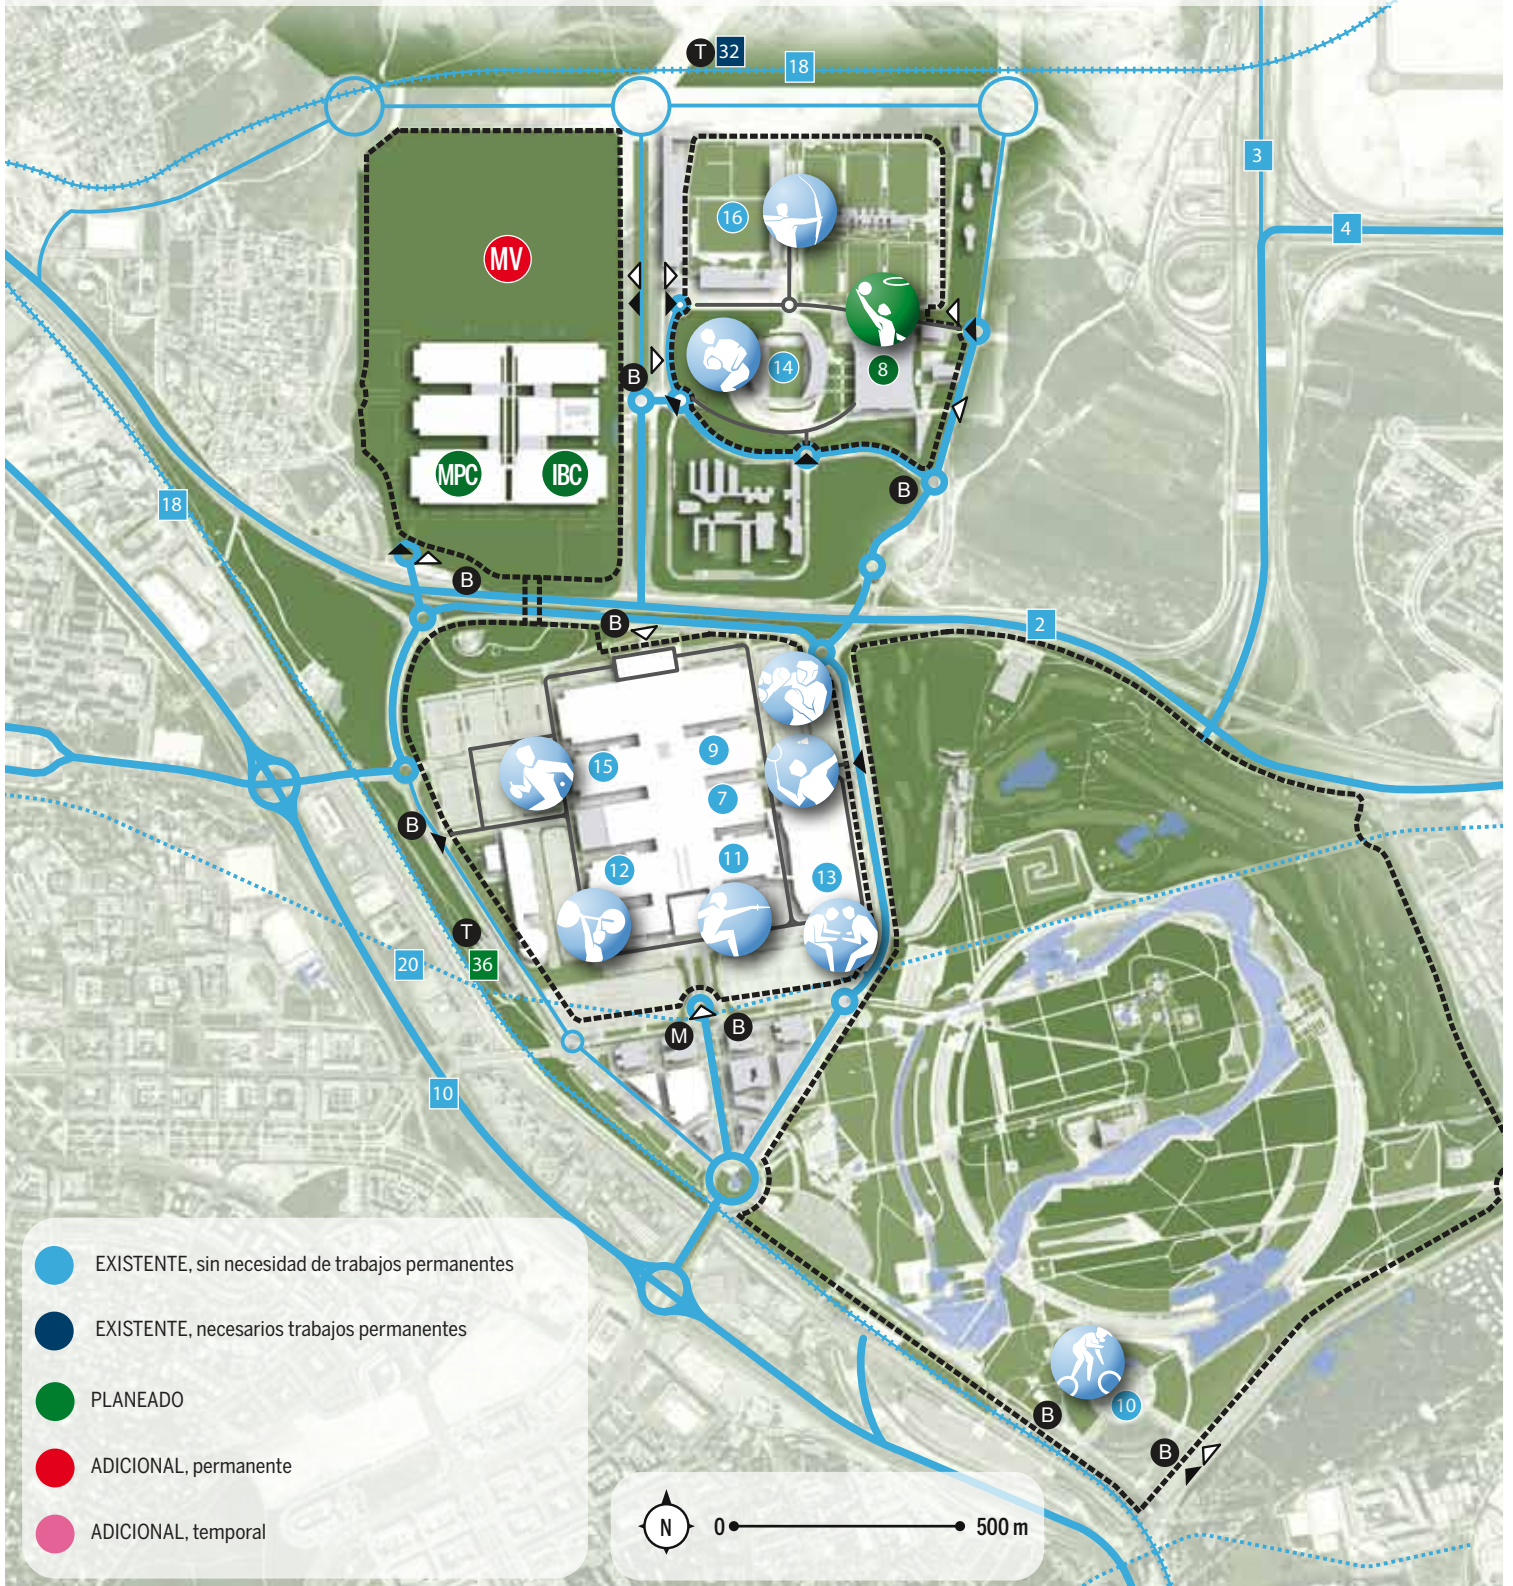 T 32
18
3
16
4
MV
14
8
B
MPC
IBC
B
18
B
B
2
9
15
7
B
11
12
13
T
20
36
M
B
10
10
B
B
EXISTENTE, sin necesidad de trabajos permanentes
EXISTENTE, necesarios trabajos permanentes
PLANEADO
ADICIONAL, permanente
ADICIONAL, temporal
N
0 500 m